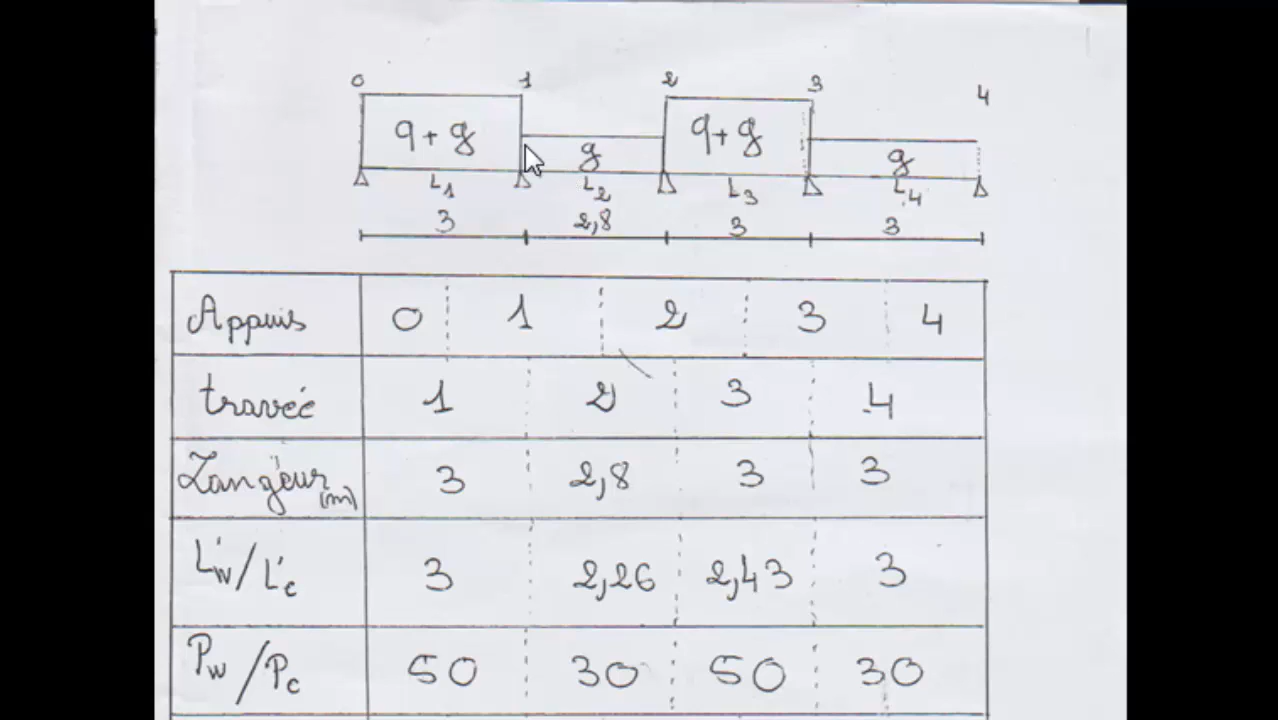 0 1 2 3 4
q + g g q + g g
L1 L2 L3 L4
3 2,8 3 3
Appuis 0 1 2 3 4
travée 1 2 3 4
Longeur (m) 3 2,8 3 3
L'w/L'c 3 2,26 2,43 3
Pw/Pc 50 30 50 30